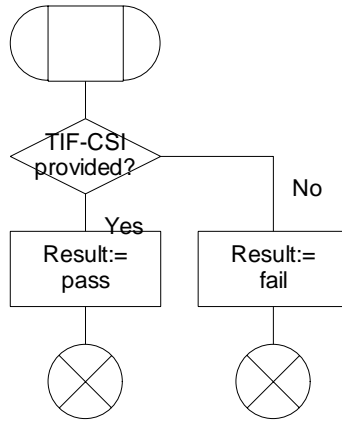 TIF-CSI
provided?
No
Yes
Result:=
pass
Result:=
fail